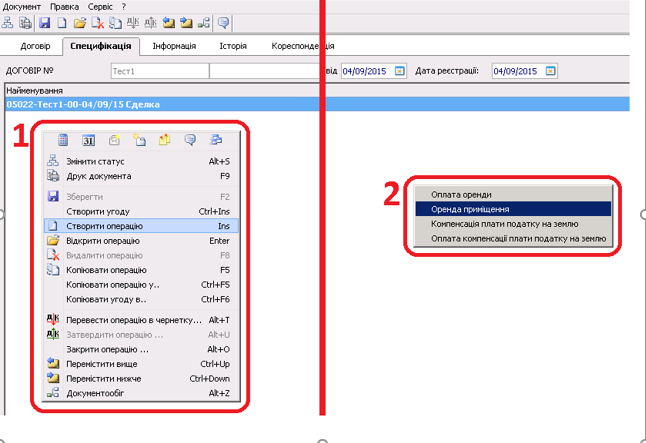 Документ Правка Сервіс ?
Договір Специфікація Інформація Історія Кореспонденція
ДОГОВІР № Тест1 від 04/09/2015 Дата реєстрації: 04/09/2015
Найменування
05022-Тест1-00-04/09/15 Сделка
1
31
Змінити статус Alt+S
Друк документа F9
Зберегти F2
Створити угоду Ctrl+Ins
Створити операцію Ins
Відкрити операцію Enter
Видалити операцію F8
Копіювати операцію F5
Копіювати операцію у.. Ctrl+F5
Копіювати угоду в.. Ctrl+F6
Перевести операцію в чернетку... Alt+T
Затвердити операцію ... Alt+U
Закрити операцію ... Alt+O
Перемістити вище Ctrl+Up
Перемістити нижче Ctrl+Down
Документообіг Alt+Z
2
Оплата оренди
Оренда приміщення
Компенсація плати податку на землю
Оплата компенсації плати податку на землю